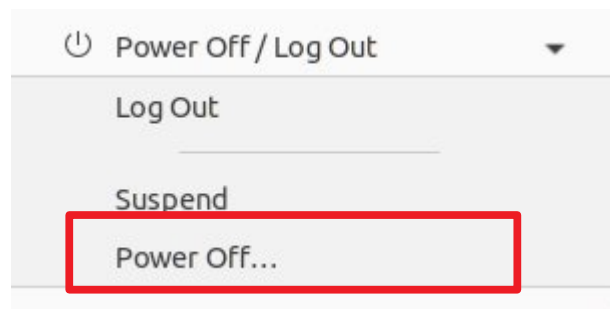 Power Off / Log Out
Log Out
Suspend
Power Off...